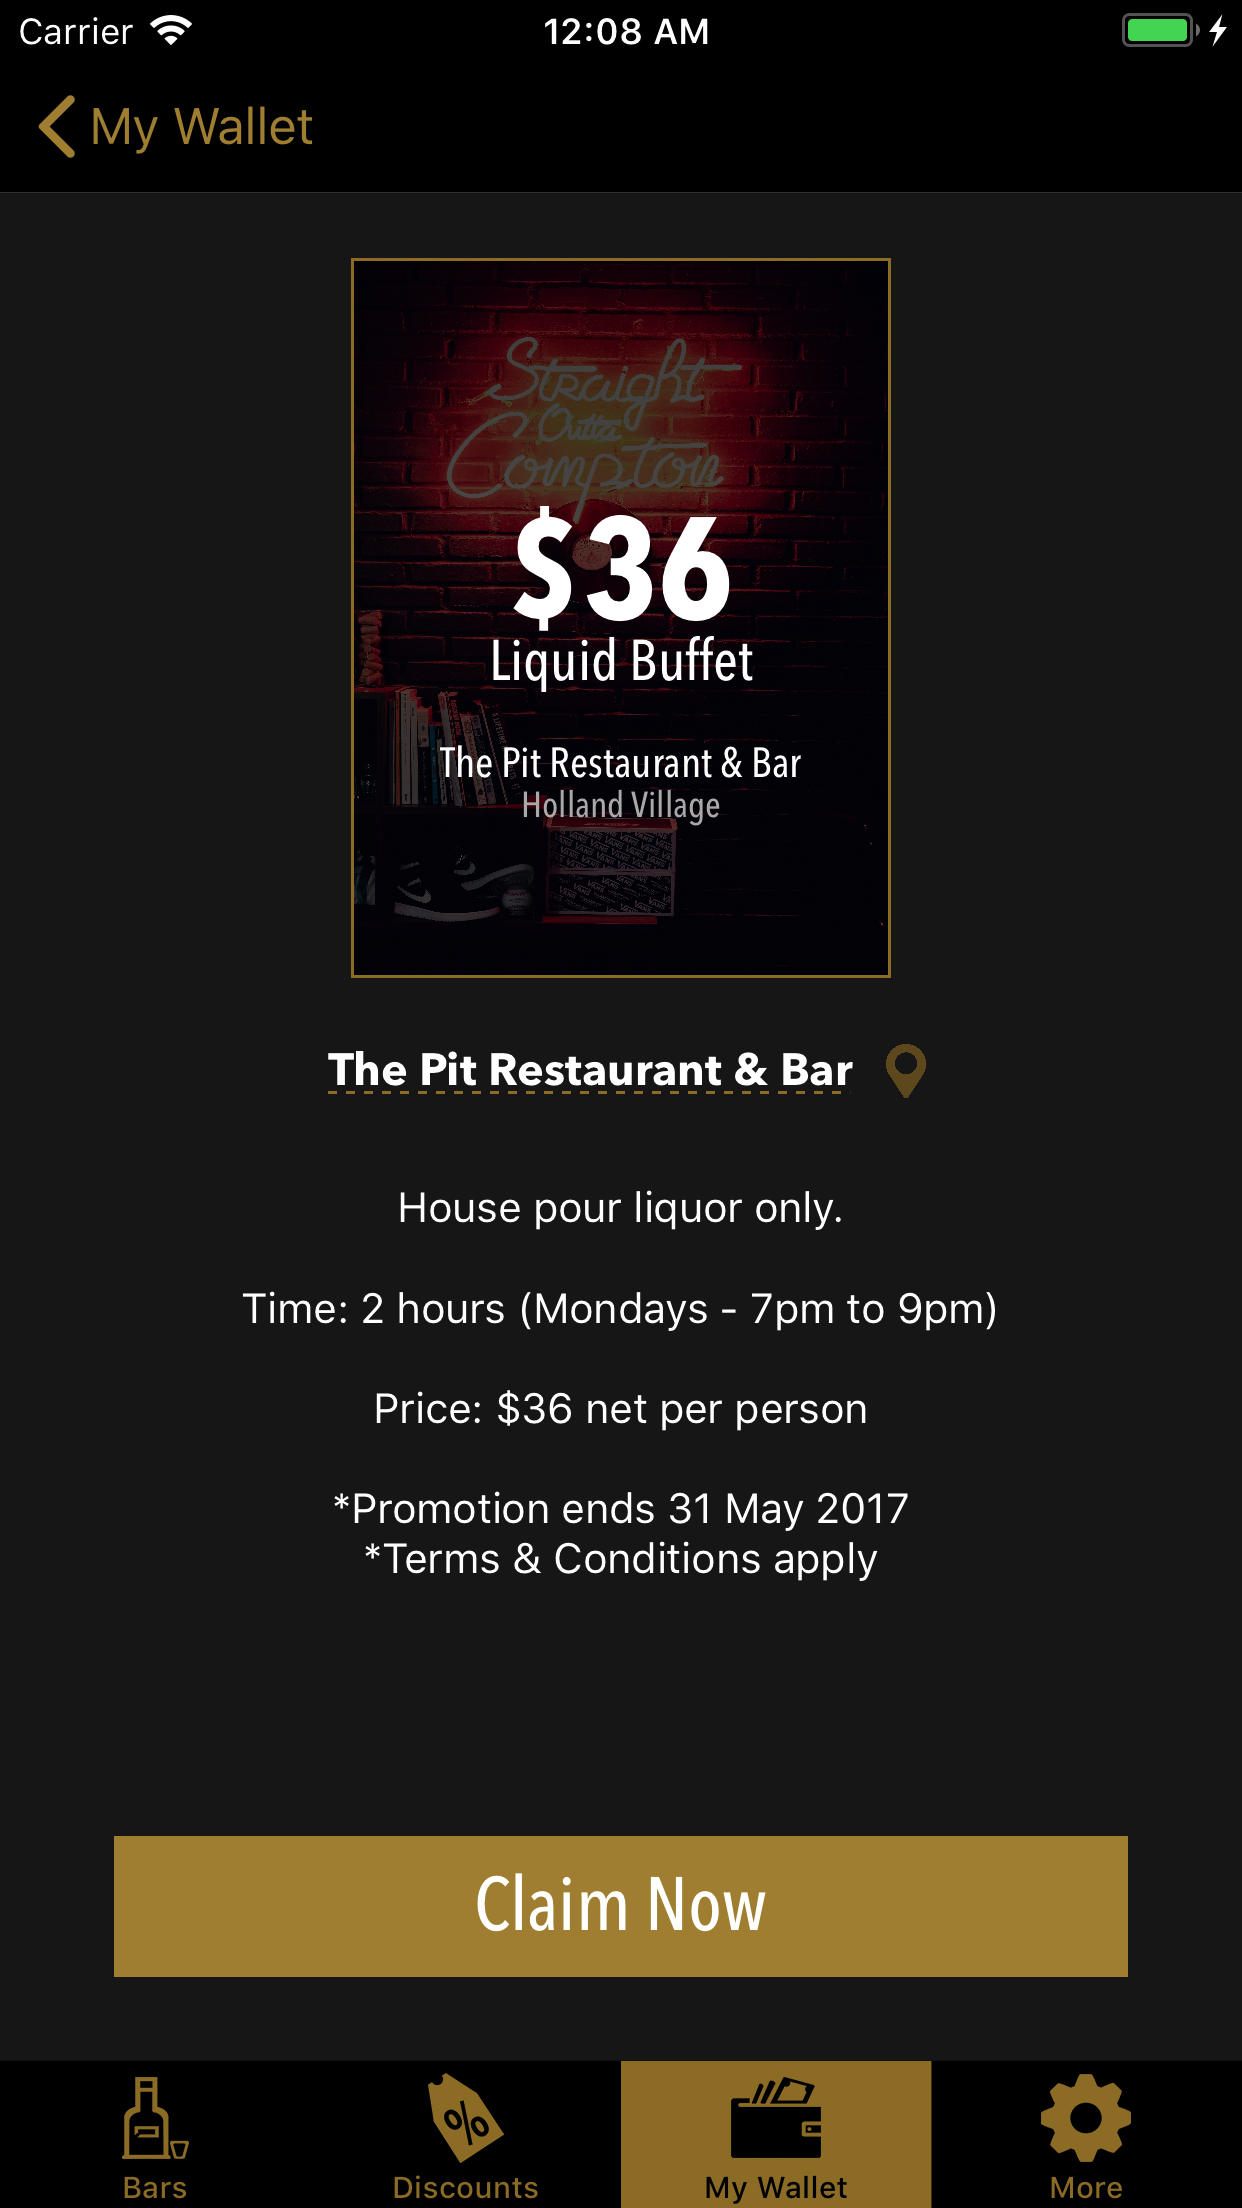 Carrier
12:08 AM
My Wallet
Straight
Outta
Compton
$36
Liquid Buffet
The Pit Restaurant & Bar
Holland Village
The Pit Restaurant & Bar
House pour liquor only.
Time: 2 hours (Mondays - 7pm to 9pm)
Price: $36 net per person
*Promotion ends 31 May 2017
*Terms & Conditions apply
Claim Now
Bars
Discounts
My Wallet
More